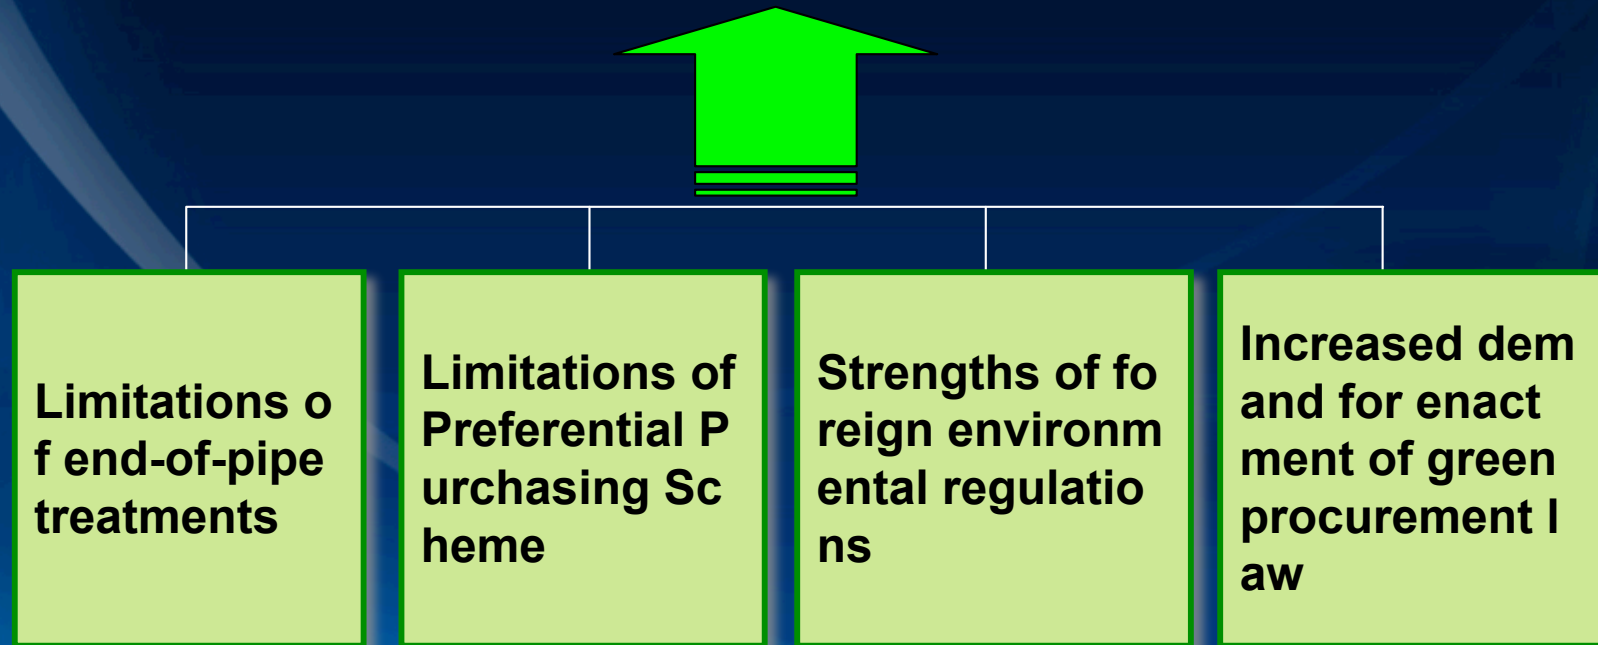 Limitations o
f end-of-pipe
treatments
Limitations of
Preferential P
urchasing Sc
heme
Strengths of fo
reign environm
ental regulatio
ns
Increased dem
and for enact
ment of green
procurement l
aw